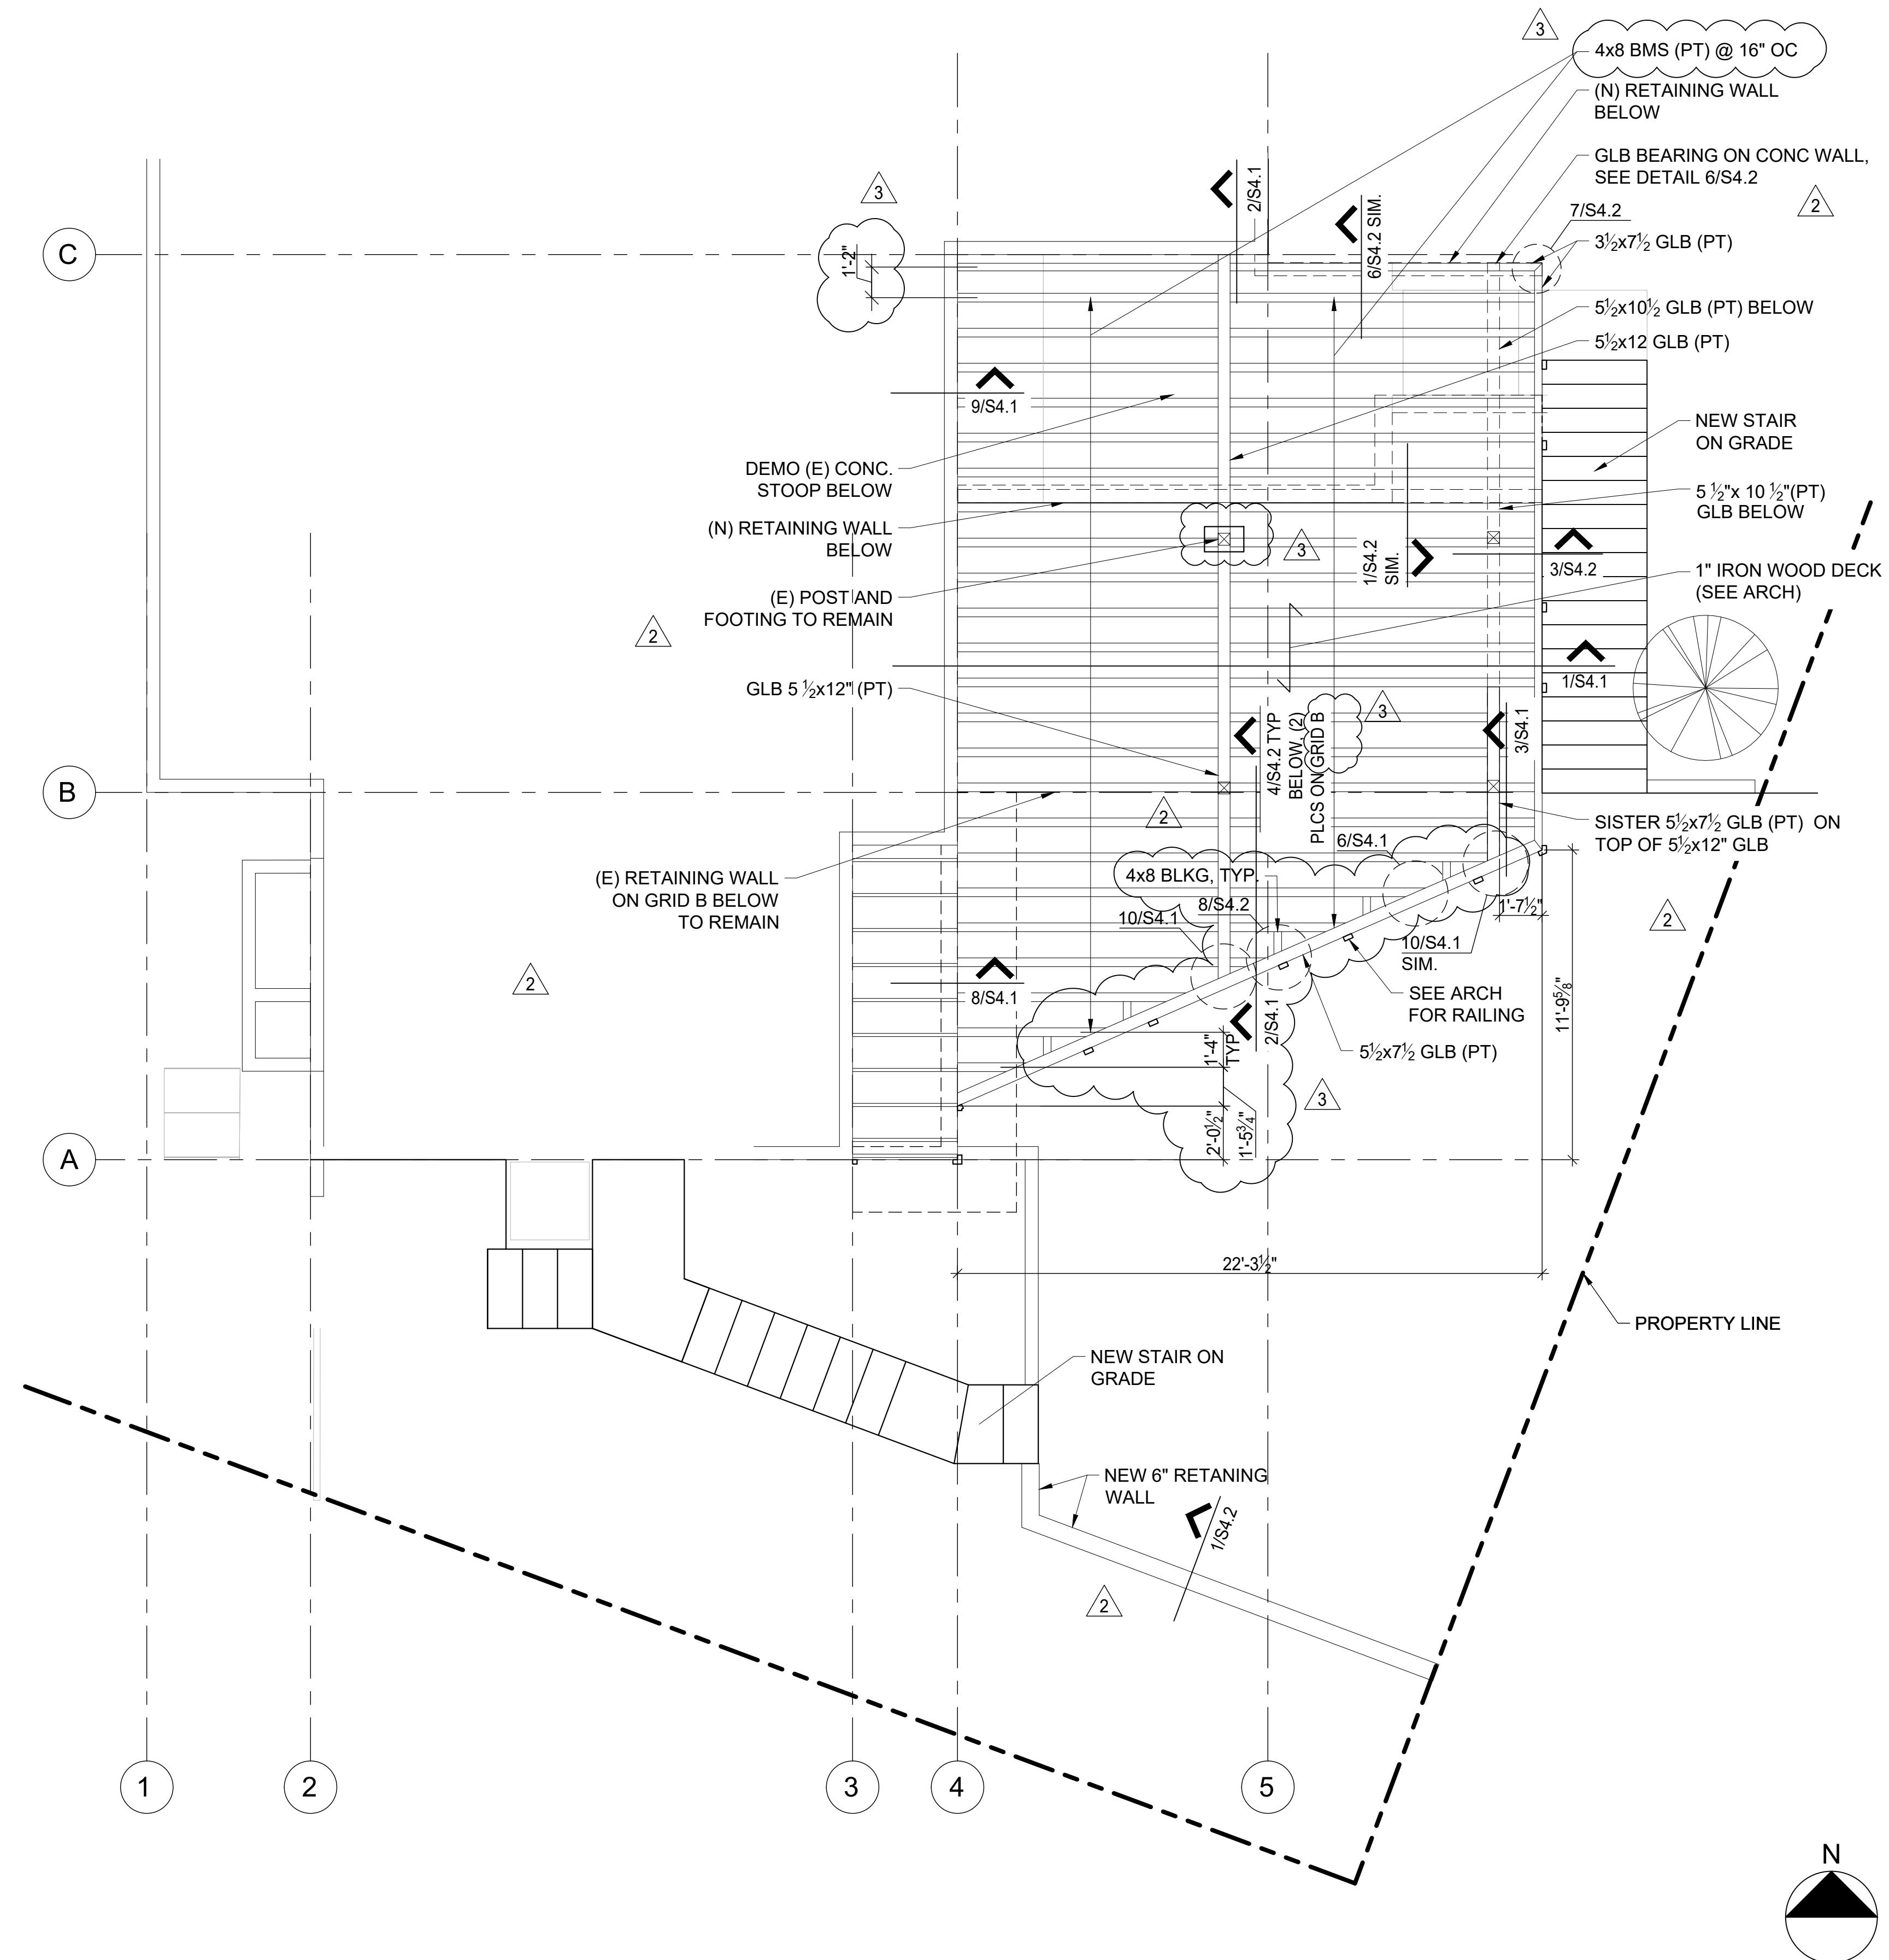 3
4x8 BMS (PT) @ 16" OC
(N) RETAINING WALL
BELOW
GLB BEARING ON CONC WALL,
SEE DETAIL 6/S4.2
2
7/S4.2
3½x7½ GLB (PT)
3
1'-2"
2/S4.1
6/S4.2 SIM.
C
5½x10½ GLB (PT) BELOW
5½x12 GLB (PT)
9/S4.1
NEW STAIR
ON GRADE
DEMO (E) CONC.
STOOP BELOW
5 ½"x 10 ½"(PT)
GLB BELOW
(N) RETAINING WALL
BELOW
3
1/S4.2
SIM.
3/S4.2
1" IRON WOOD DECK
(SEE ARCH)
(E) POST AND
FOOTING TO REMAIN
2
1/S4.1
GLB 5 ½x12" (PT)
3
4/S4.2 TYP
BELOW, (2)
PLCS ON GRID B
3/S4.1
B
2
SISTER 5½x7½ GLB (PT) ON
TOP OF 5½x12" GLB
6/S4.1
(E) RETAINING WALL
ON GRID B BELOW
TO REMAIN
4x8 BLKG, TYP.
8/S4.2
10/S4.1
1'-7½"
2
10/S4.1
SIM.
2
8/S4.1
SEE ARCH
FOR RAILING
11'-9⅝"
2/S4.1
1'-4"
TYP
5½x7½ GLB (PT)
3
2'-0½"
1'-5¾"
A
22'-3½"
PROPERTY LINE
NEW STAIR ON
GRADE
NEW 6" RETANING
WALL
1/S4.2
2
1
2
3
4
5
N